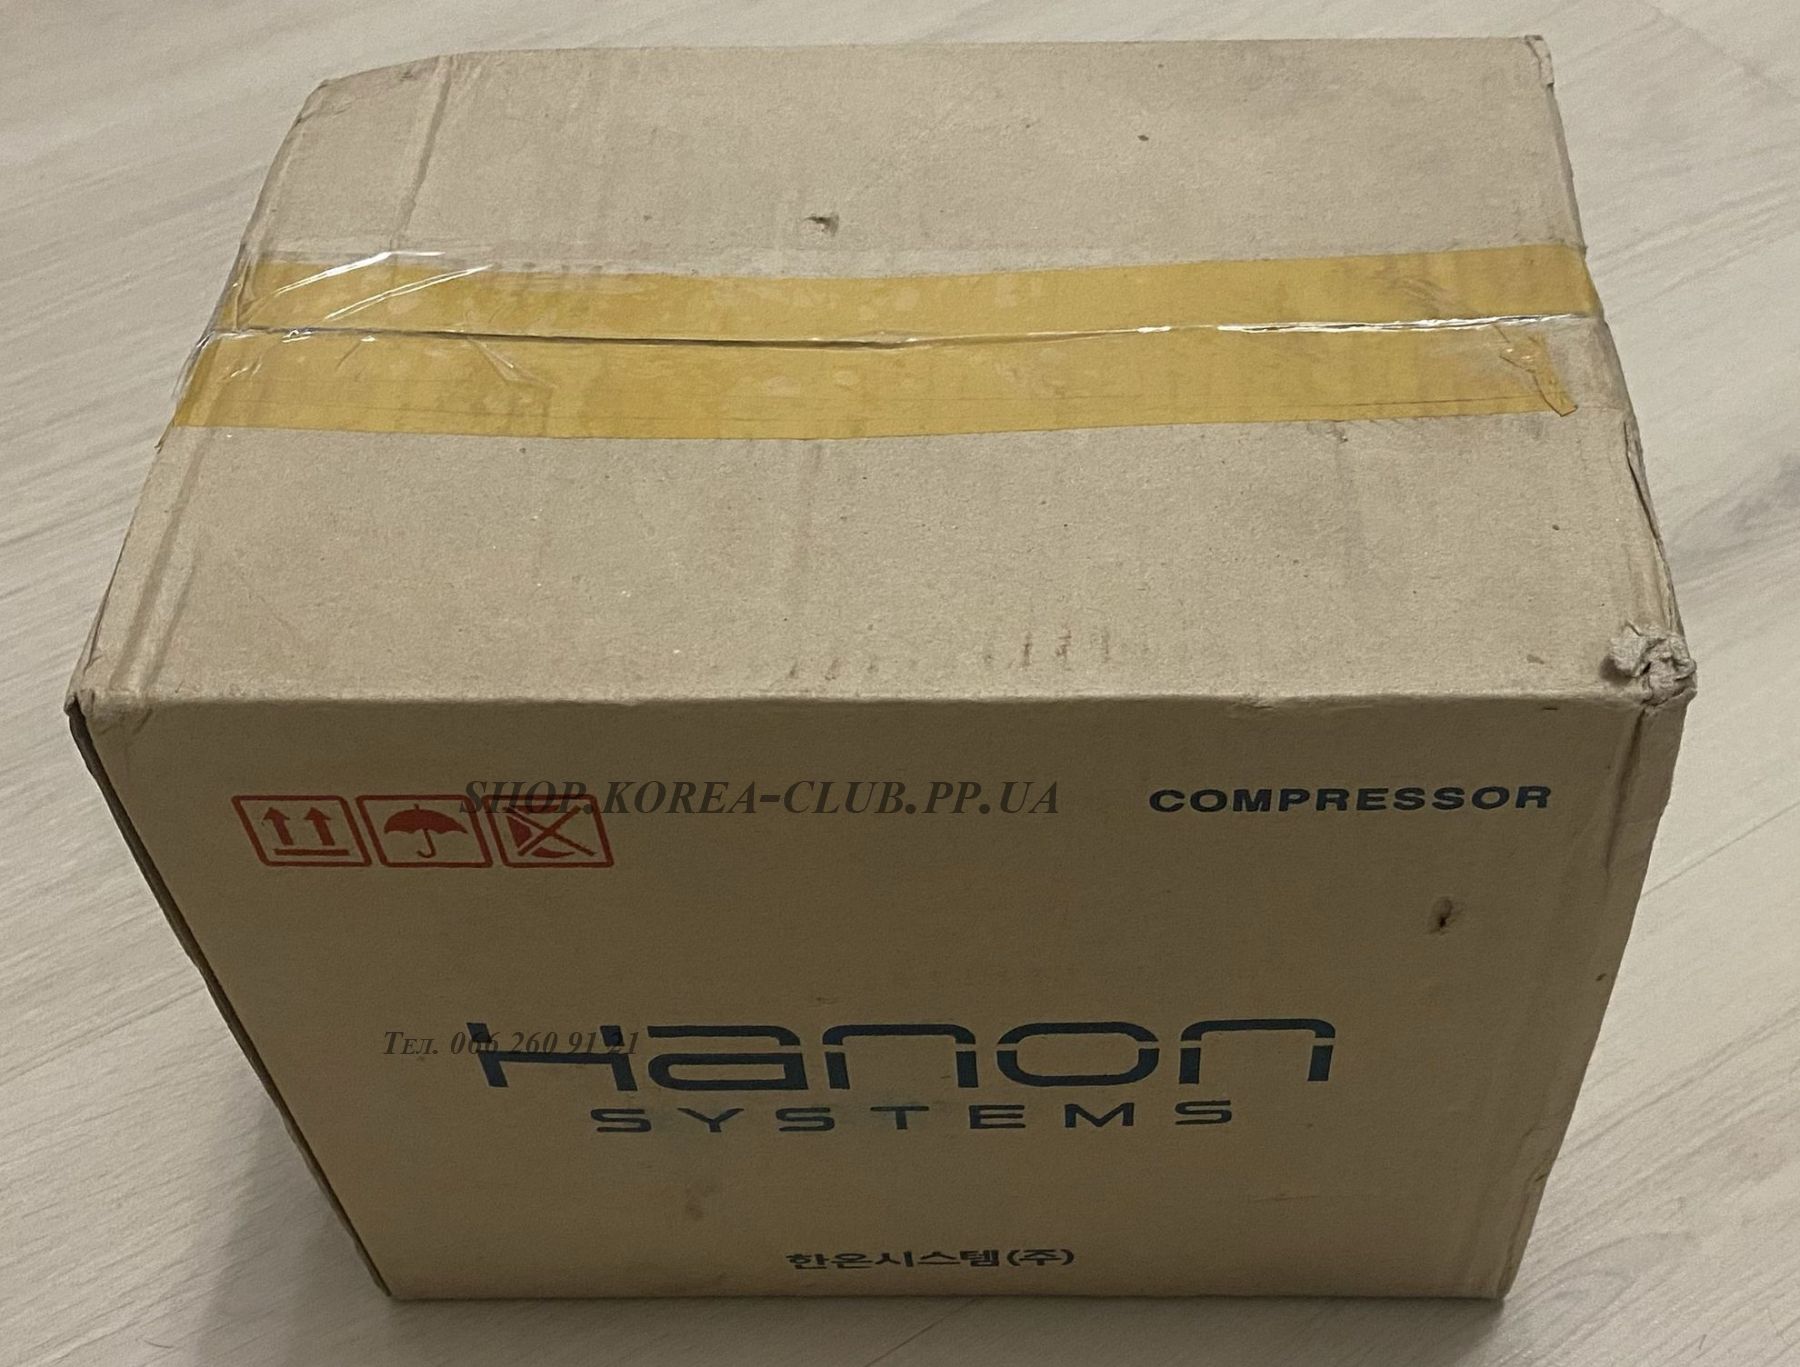 SHOP.KOREA-CLUB.PP.UA
COMPRESSOR
Тел. 066 260 91 21
Hanon
SYSTEMS
한온시스템(주)